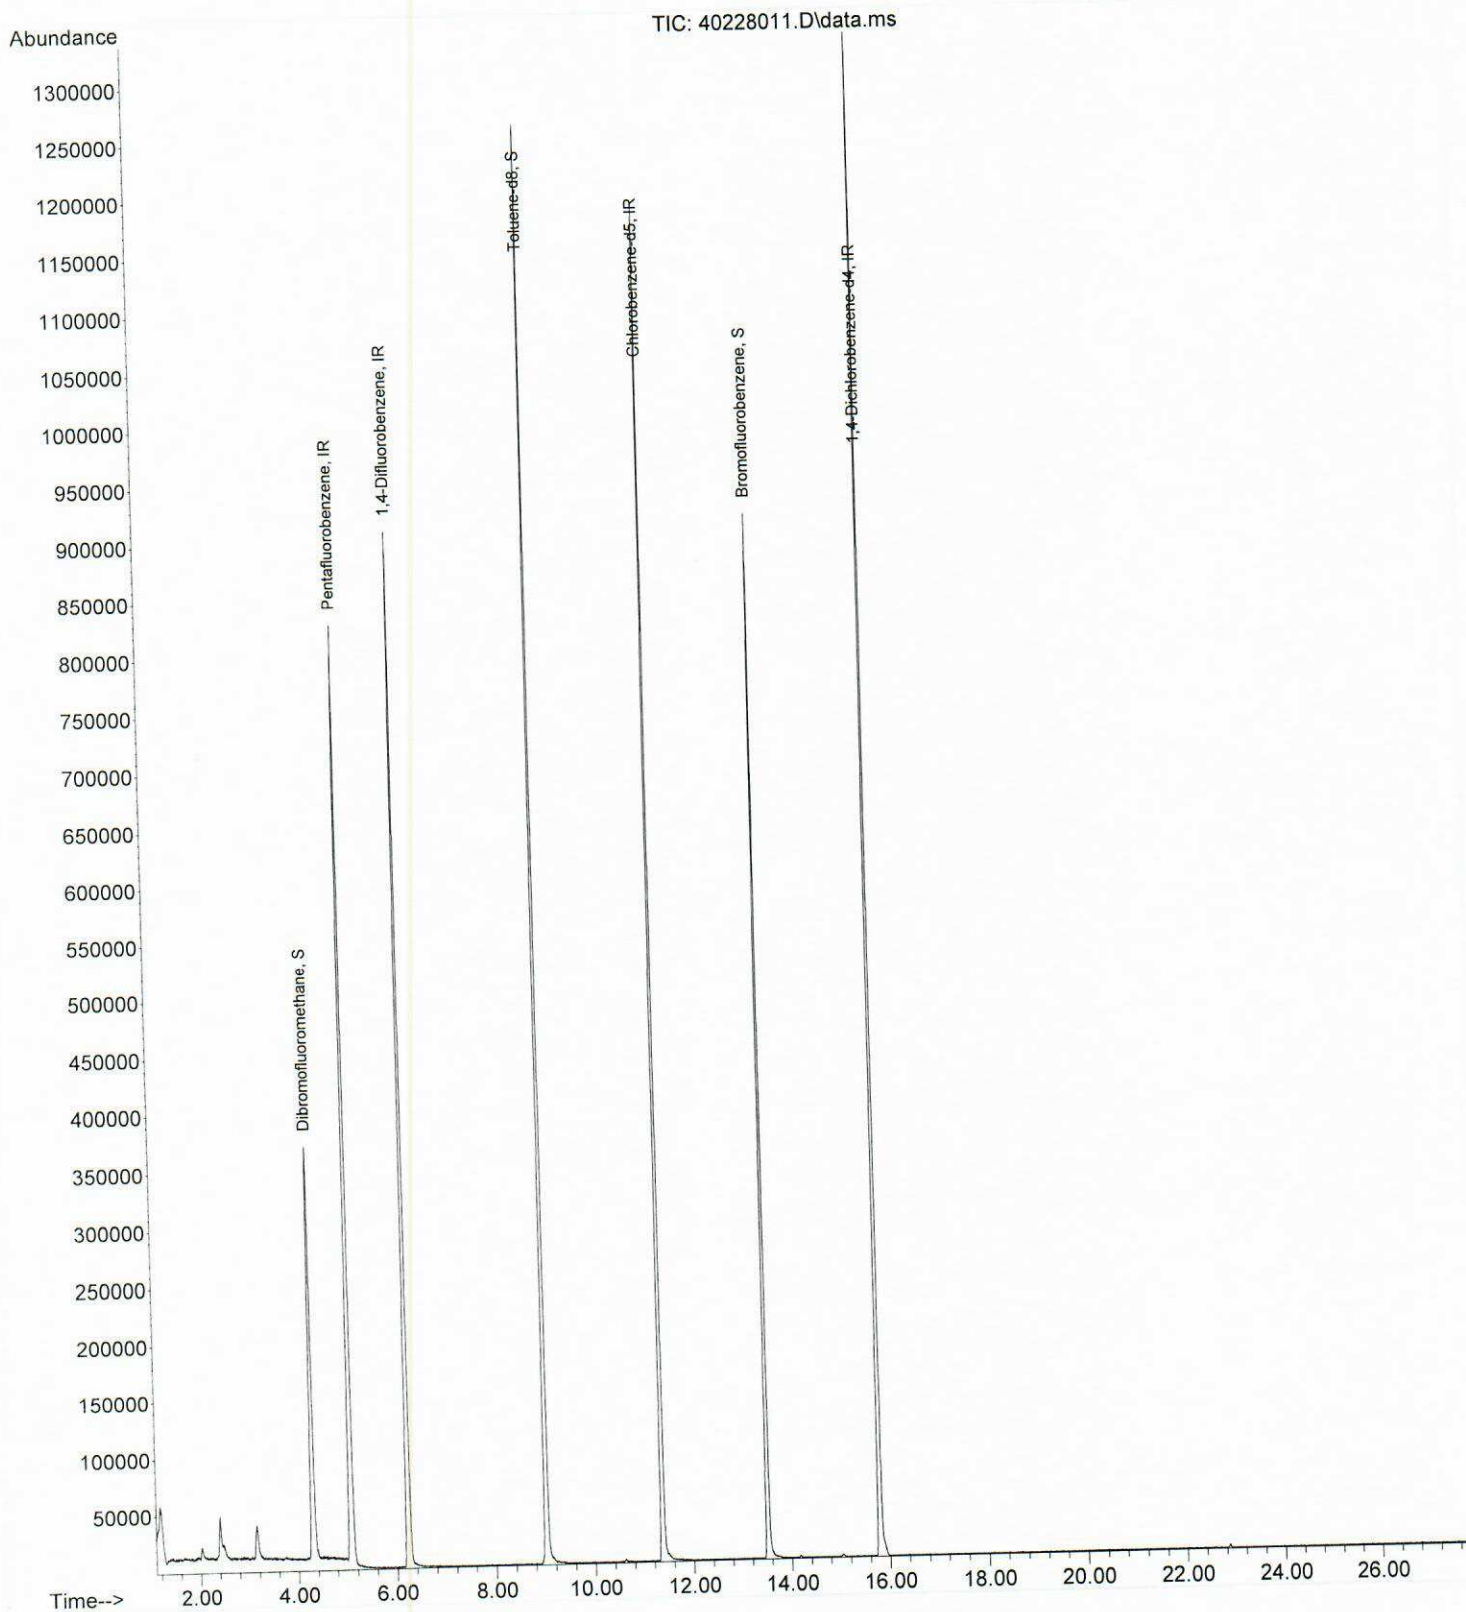 TIC: 40228011.D\data.ms
Abundance
1300000
1250000
1200000
1150000
1100000
1050000
1000000
950000
900000
850000
800000
750000
700000
650000
600000
550000
500000
450000
400000
350000
300000
250000
200000
150000
100000
50000
Dibromofluoromethane, S
Pentafluorobenzene, IR
1,4-Difluorobenzene, IR
Toluene-d8, S
Chlorobenzene-d5, IR
Bromofluorobenzene, S
1,4-Dichlorobenzene-d4, IR
Time--> 2.00 4.00 6.00 8.00 10.00 12.00 14.00 16.00 18.00 20.00 22.00 24.00 26.00